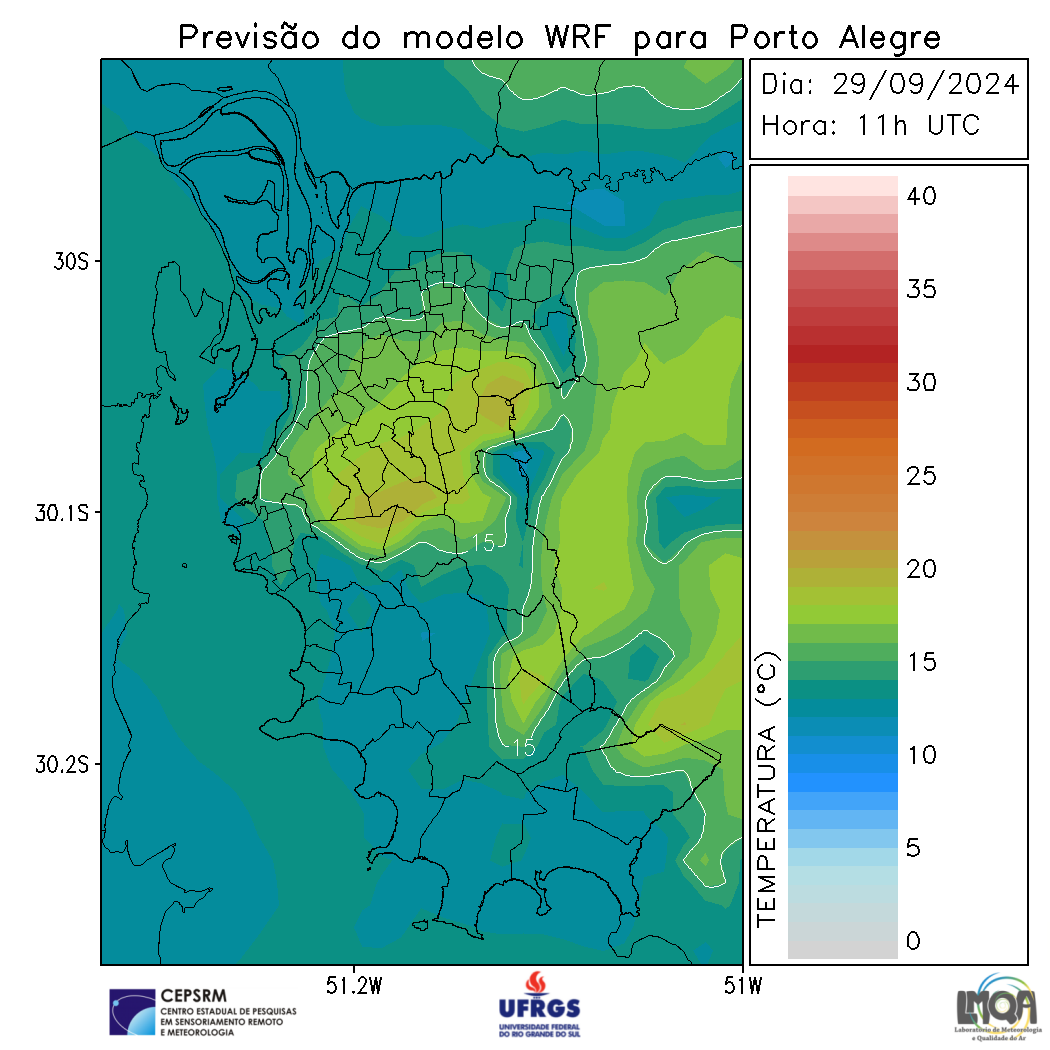 Previsão do modelo WRF para Porto Alegre
Dia: 29/09/2024
Hora: 11h UTC
30S
30.1S
30.2S
51.2W
51W
15
15
TEMPERATURA (°C)
40
35
30
25
20
15
10
5
0
CEPSRM
CENTRO ESTADUAL DE PESQUISAS
EM SENSORIAMENTO REMOTO
E METEOROLOGIA
UFRGS
UNIVERSIDADE FEDERAL
DO RIO GRANDE DO SUL
LMQA
Laboratório de Meteorologia
e Qualidade do Ar